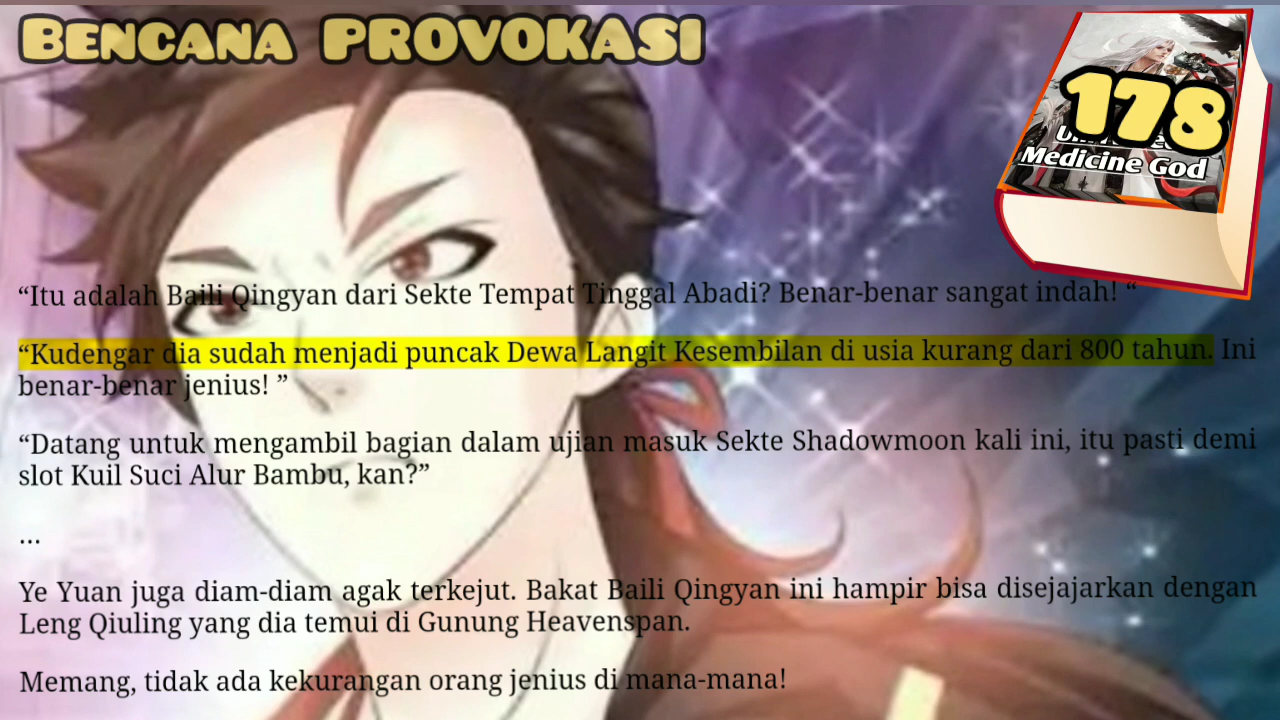 BENCANA PROVOKASI
178
Medicine God
“Itu adalah Baili Qingyan dari Sekte Tempat Tinggal Abadi? Benar-benar sangat indah! “
“Kudengar dia sudah menjadi puncak Dewa Langit Kesembilan di usia kurang dari 800 tahun. Ini
benar-benar jenius! ”
“Datang untuk mengambil bagian dalam ujian masuk Sekte Shadowmoon kali ini, itu pasti demi
slot Kuil Suci Alur Bambu, kan?”
...
Ye Yuan juga diam-diam agak terkejut. Bakat Baili Qingyan ini hampir bisa disejajarkan dengan
Leng Qiuling yang dia temui di Gunung Heavenspan.
Memang, tidak ada kekurangan orang jenius di mana-mana!